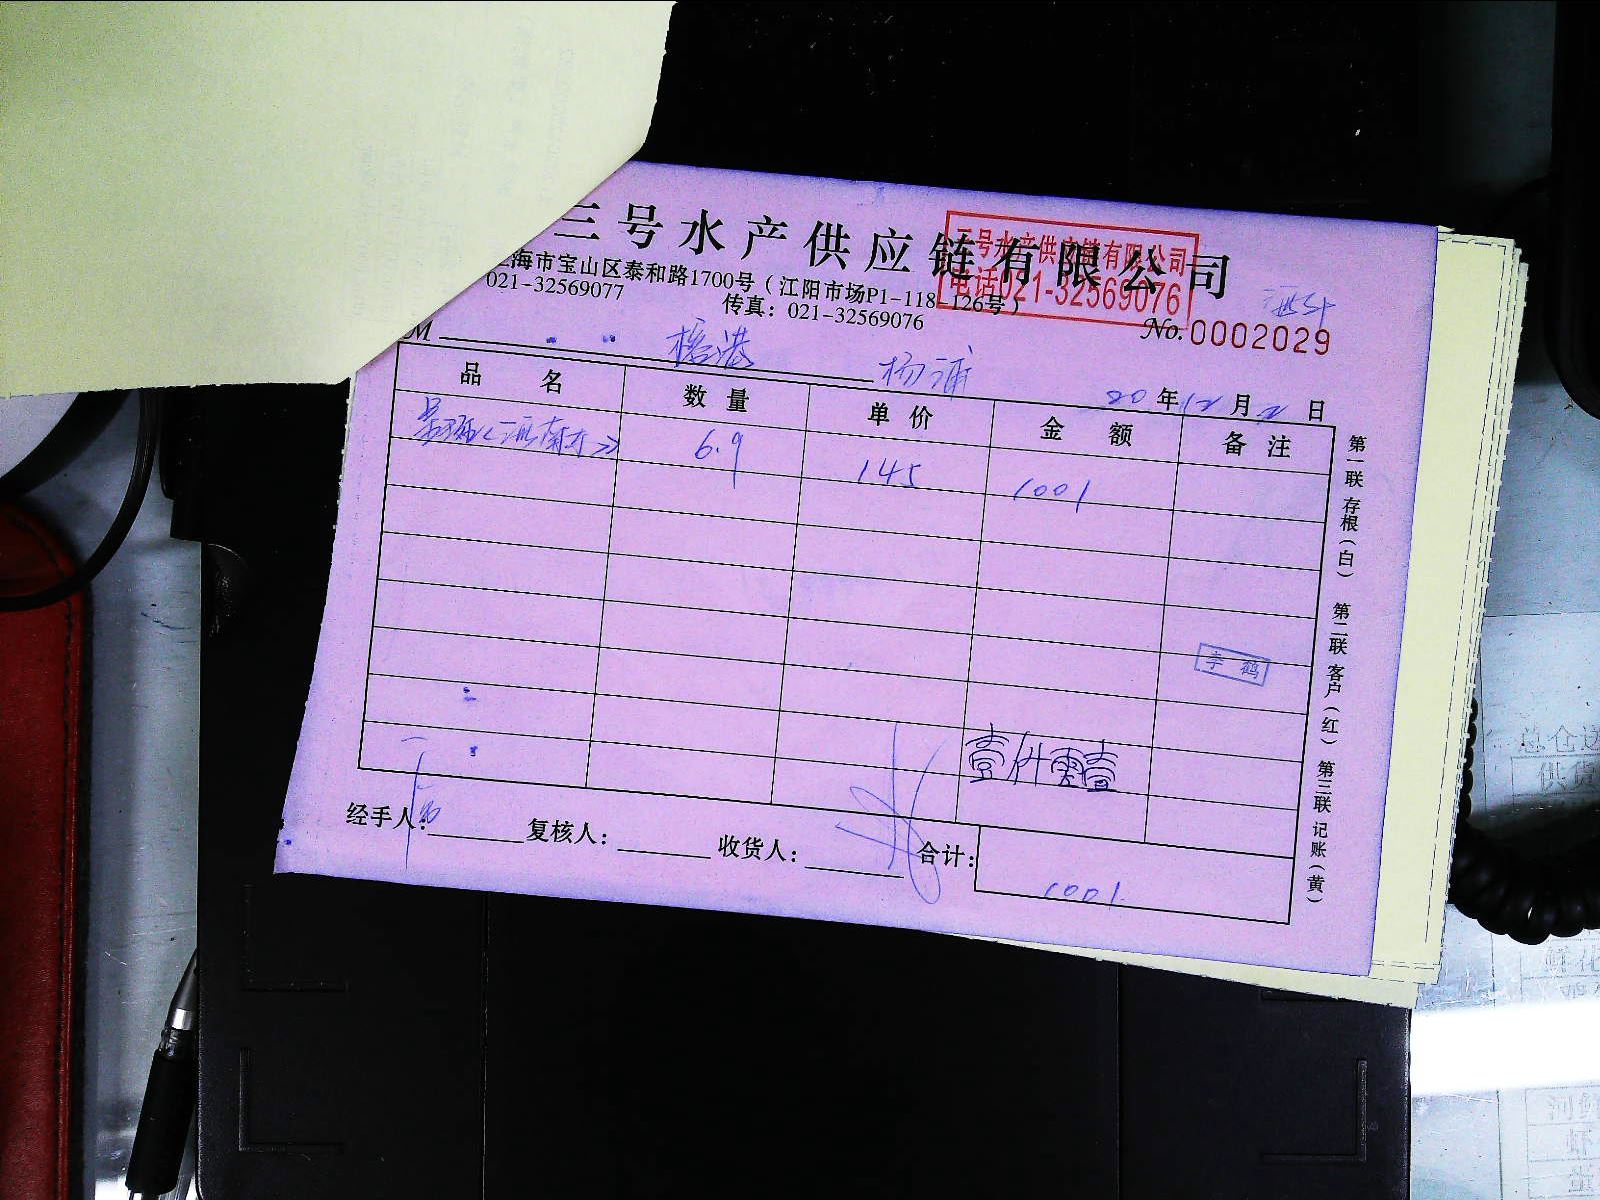 三号水产供应链有限公司
三号水产供应链有限公司
电话021-32569076
海市宝山区泰和路1700号（江阳市场P1-118-126号）
021-32569077
传真：021-32569076
No.0002029
M
杨浦
20年12月2日
品 名 数 量 单 价 金 额 备 注
6.9 145 1001
李 鹤
壹仟零壹
经手人： 复核人： 收货人： 合计： 1001
第一联 存根（白） 第二联 客户（红） 第三联 记账（黄）